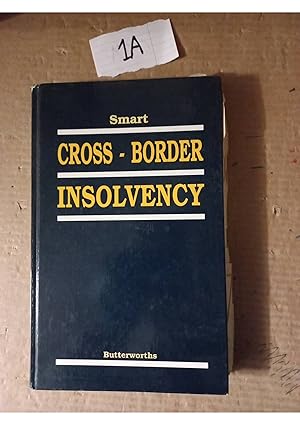 1A
Smart
CROSS - BORDER
INSOLVENCY
Butterworths